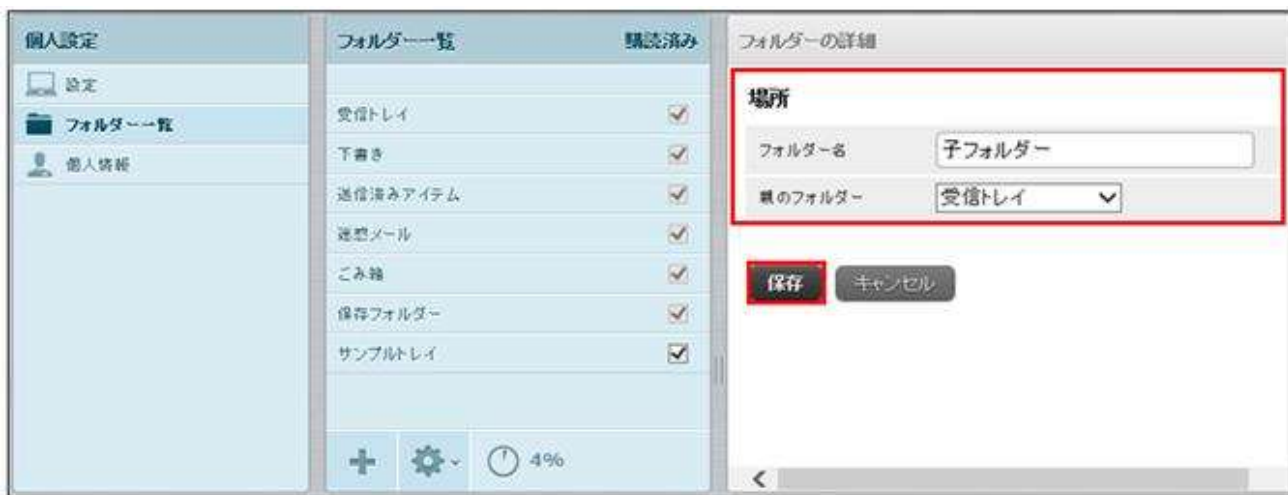 個人設定
設定
フォルダー一覧
個人情報
フォルダー一覧 購読済み
受信トレイ
下書き
送信済みアイテム
迷惑メール
ごみ箱
保存フォルダー
サンプルトレイ
4%
フォルダーの詳細
場所
フォルダー名 子フォルダー
親のフォルダー 受信トレイ
保存 キャンセル